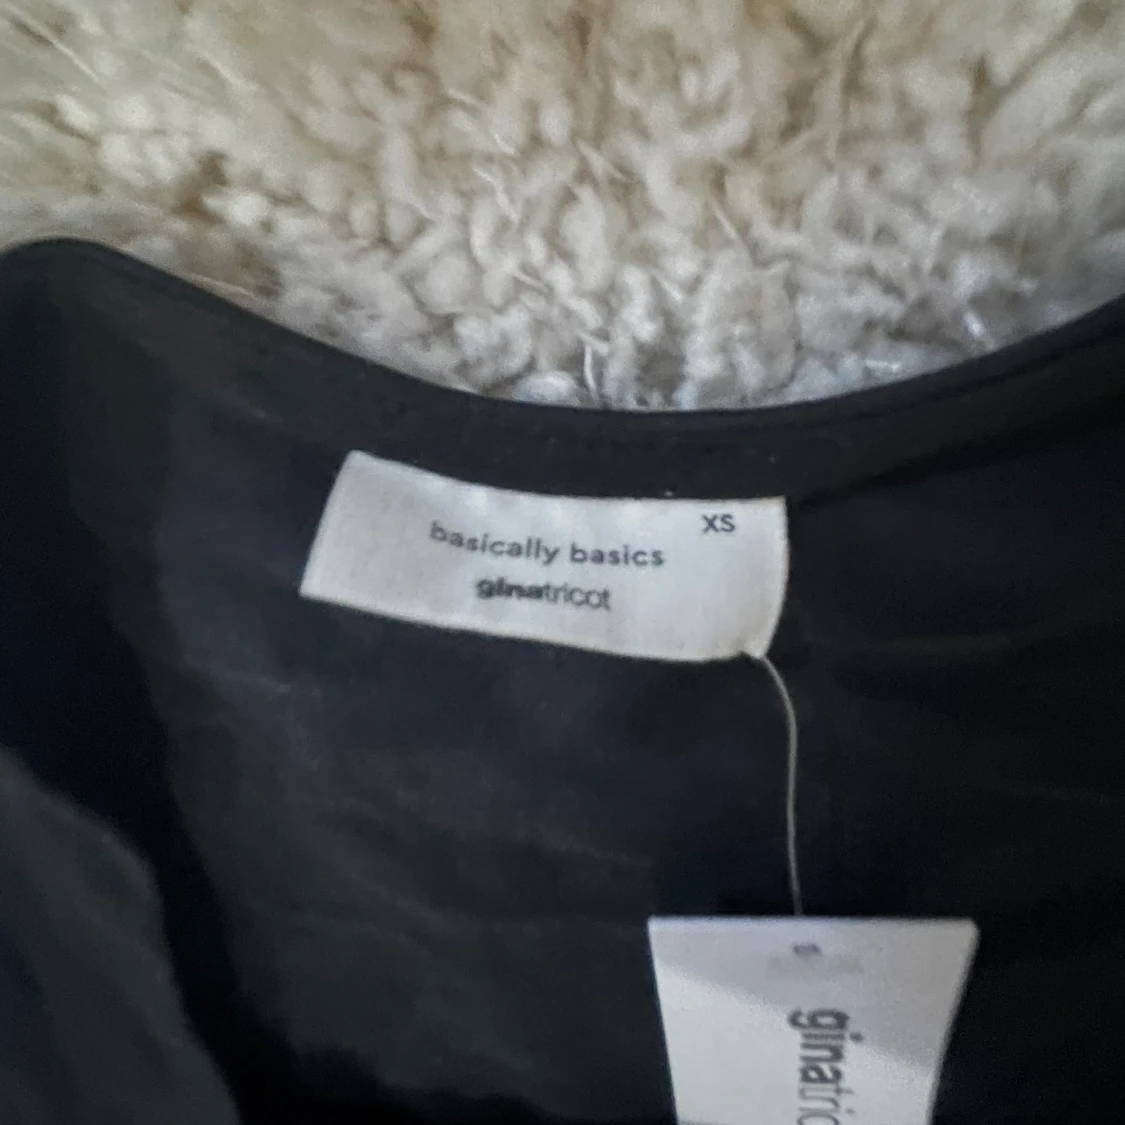 XS
basically basics
ginatricot
ginatric